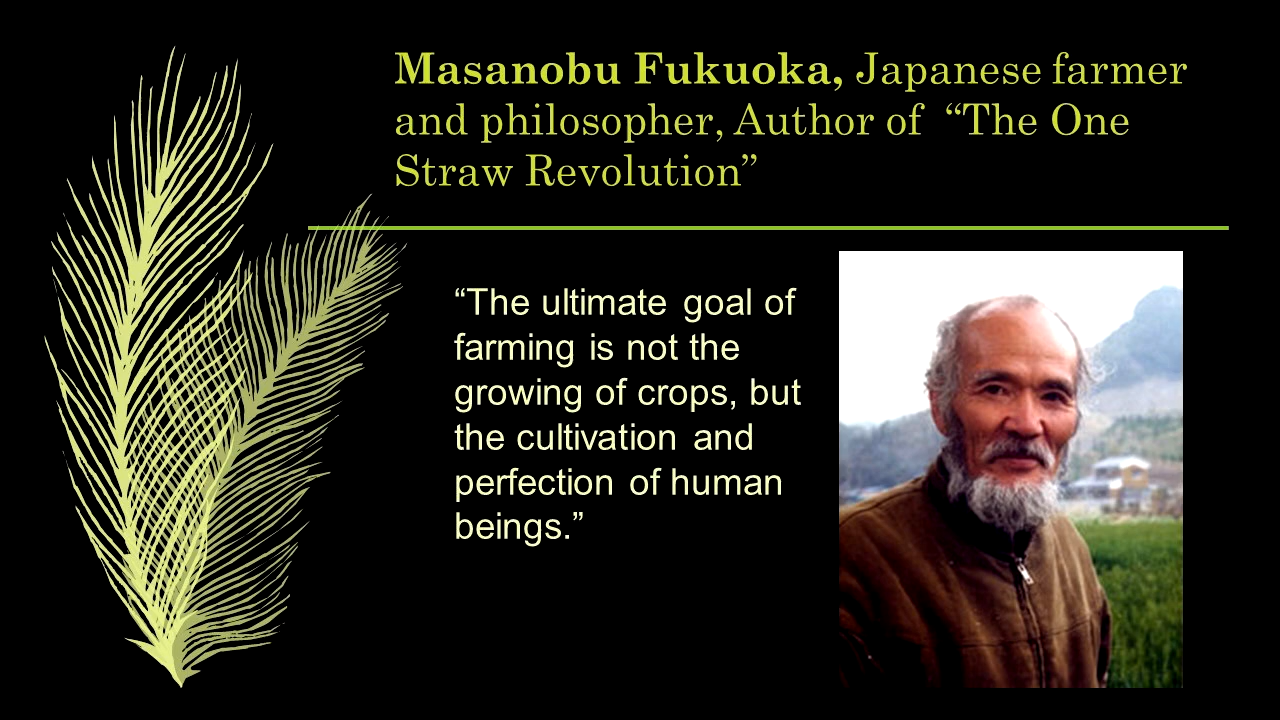 Masanobu Fukuoka, Japanese farmer
and philosopher, Author of  “The One
Straw Revolution”
“The ultimate goal of
farming is not the
growing of crops, but
the cultivation and
perfection of human
beings.”